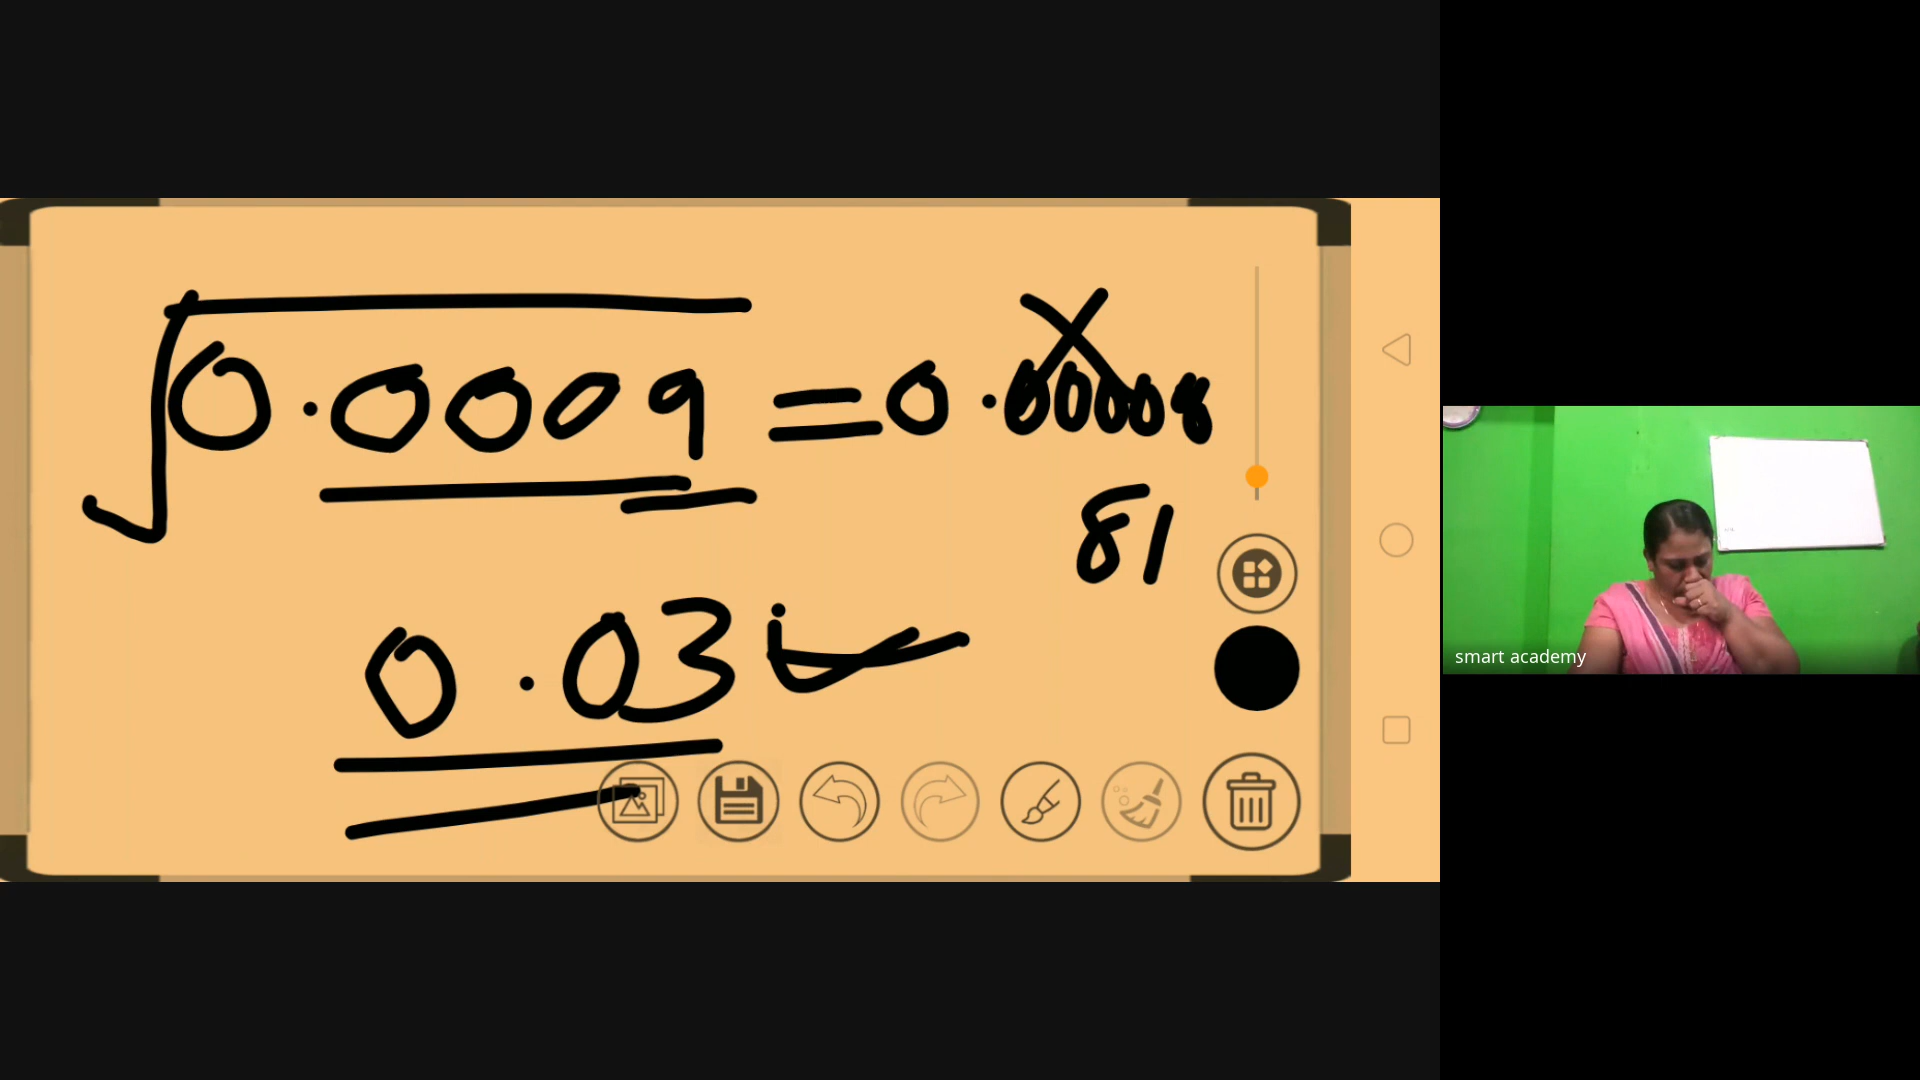 √0.0009 = 0.
81
0.03
smart academy